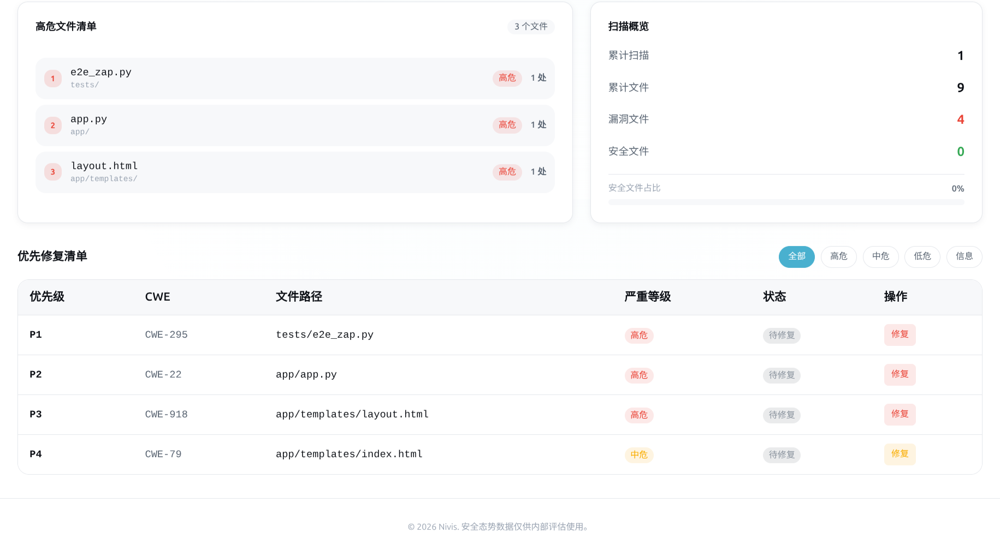 高危文件清单
3 个文件
1
e2e_zap.py
tests/
高危
1 处
2
app.py
app/
高危
1 处
3
layout.html
app/templates/
高危
1 处
扫描概览
累计扫描 1
累计文件 9
漏洞文件 4
安全文件 0
安全文件占比 0%
优先修复清单
全部 高危 中危 低危 信息
优先级 CWE 文件路径 严重等级 状态 操作
P1 CWE-295 tests/e2e_zap.py 高危 待修复 修复
P2 CWE-22 app/app.py 高危 待修复 修复
P3 CWE-918 app/templates/layout.html 高危 待修复 修复
P4 CWE-79 app/templates/index.html 中危 待修复 修复
© 2026 Nivis. 安全态势数据仅供内部评估使用。